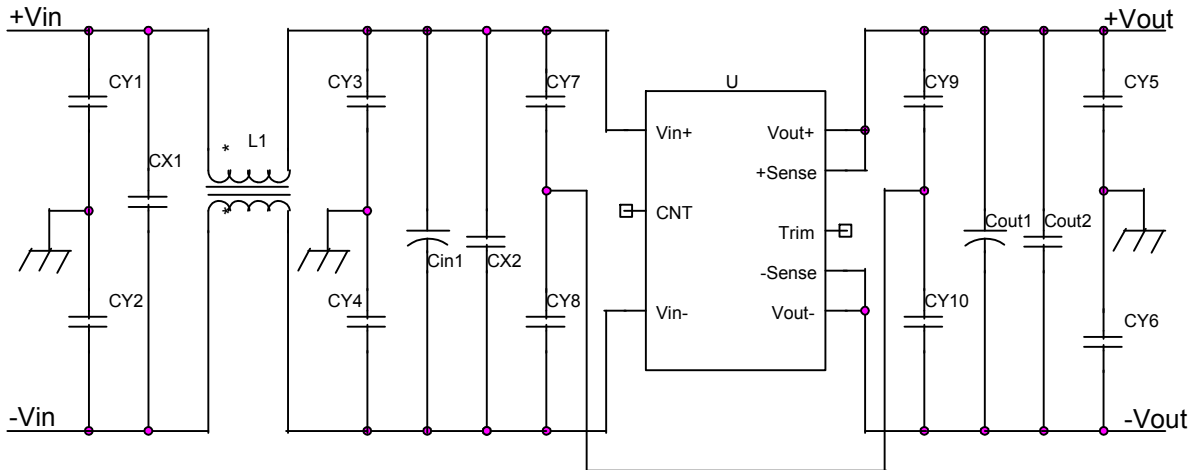 +Vin
+Vout
U
CY1
CY3
CY7
CY9
CY5
Vin+
Vout+
*
L1
CX1
+Sense
*
CNT
Trim
Cout1
Cout2
Cin1
CX2
-Sense
CY2
CY4
CY8
Vin-
Vout-
CY10
CY6
-Vin
-Vout